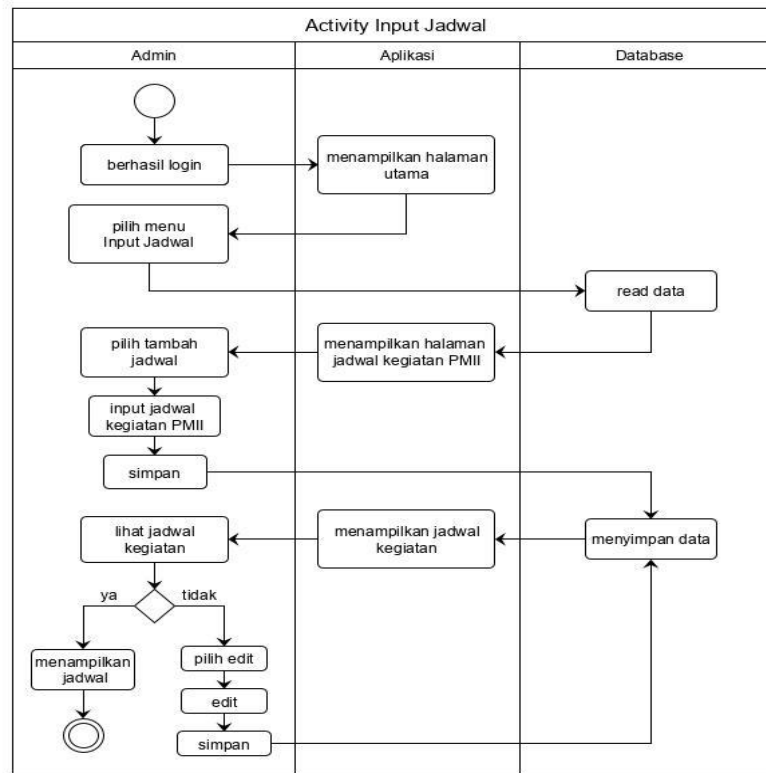 Activity Input Jadwal
Admin
Aplikasi
Database
berhasil login
menampilkan halaman
utama
pilih menu
Input Jadwal
read data
pilih tambah
jadwal
menampilkan halaman
jadwal kegiatan PMII
input jadwal
kegiatan PMII
simpan
lihat jadwal
kegiatan
menampilkan jadwal
kegiatan
menyimpan data
ya
tidak
menampilkan
jadwal
pilih edit
edit
simpan